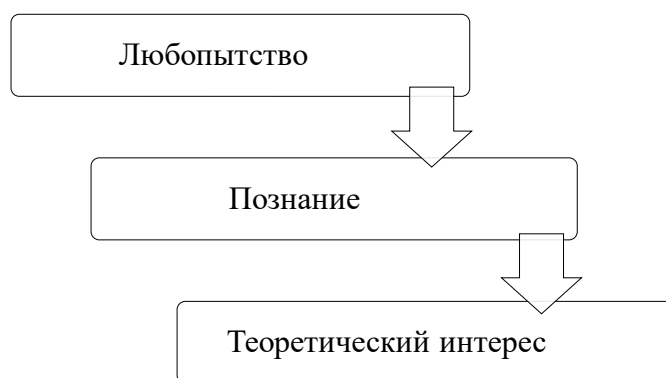 Любопытство
Познание
Теоретический интерес